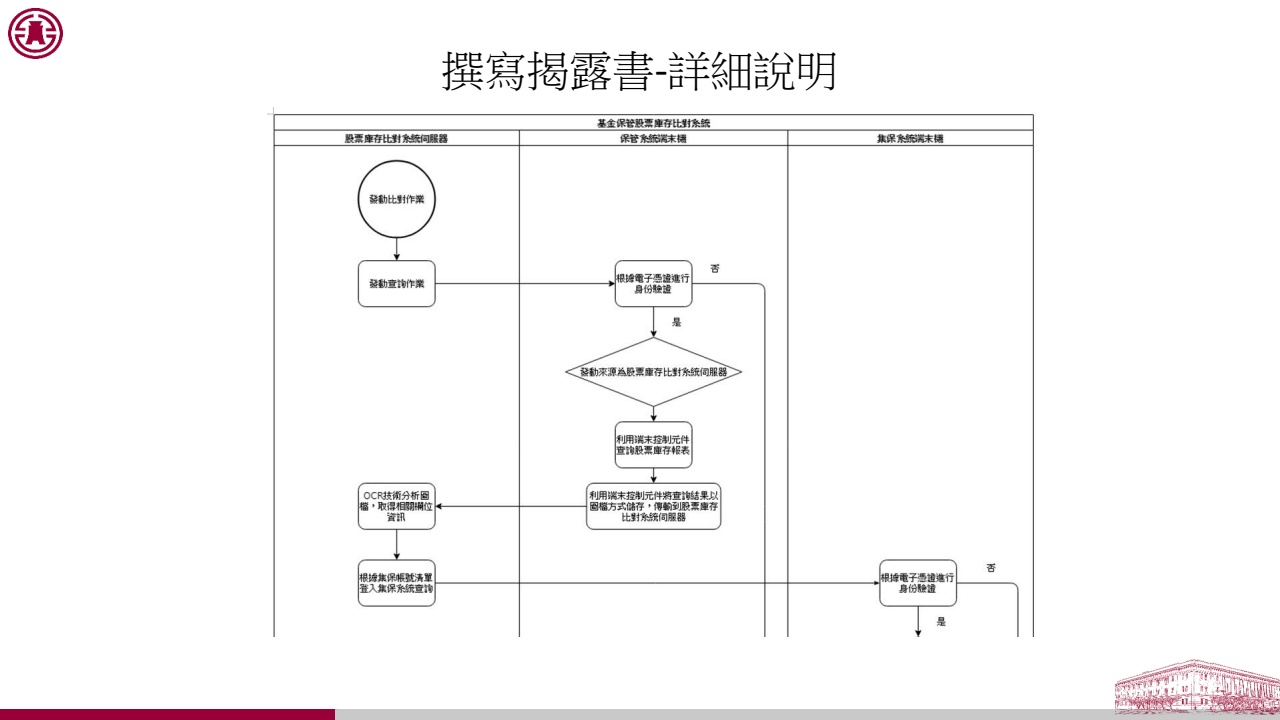 撰寫揭露書-詳細說明
基金保管股票庫存比對系統
股票庫存比對系統伺服器
保管系統端末機
集保系統端末機
發動比對作業
發動查詢作業
根據電子憑證進行
身份驗證
否
是
發動來源為股票庫存比對系統伺服器
利用端末控制元件
查詢股票庫存報表
OCR技術分析圖
檔，取得相關欄位
資訊
利用端末控制元件將查詢結果以
圖檔方式儲存，傳輸到股票庫存
比對系統伺服器
根據集保帳號清單
登入集保系統查詢
根據電子憑證進行
身份驗證
否
是